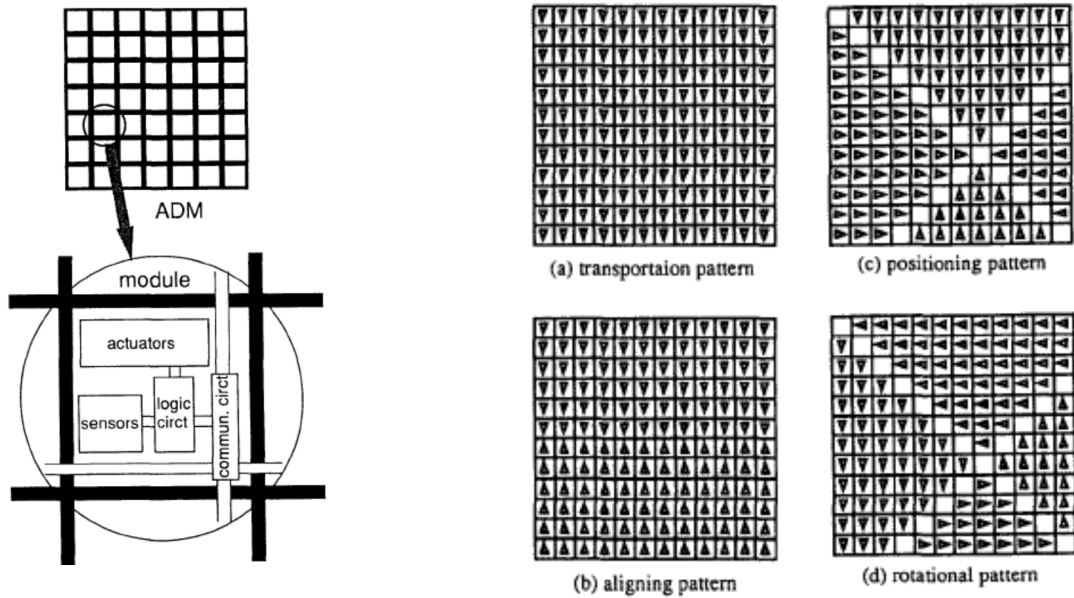 ADM
module
actuators
logic
circt
sensors
commun. circt
(a) transportaion pattern
(c) positioning pattern
(b) aligning pattern
(d) rotational pattern